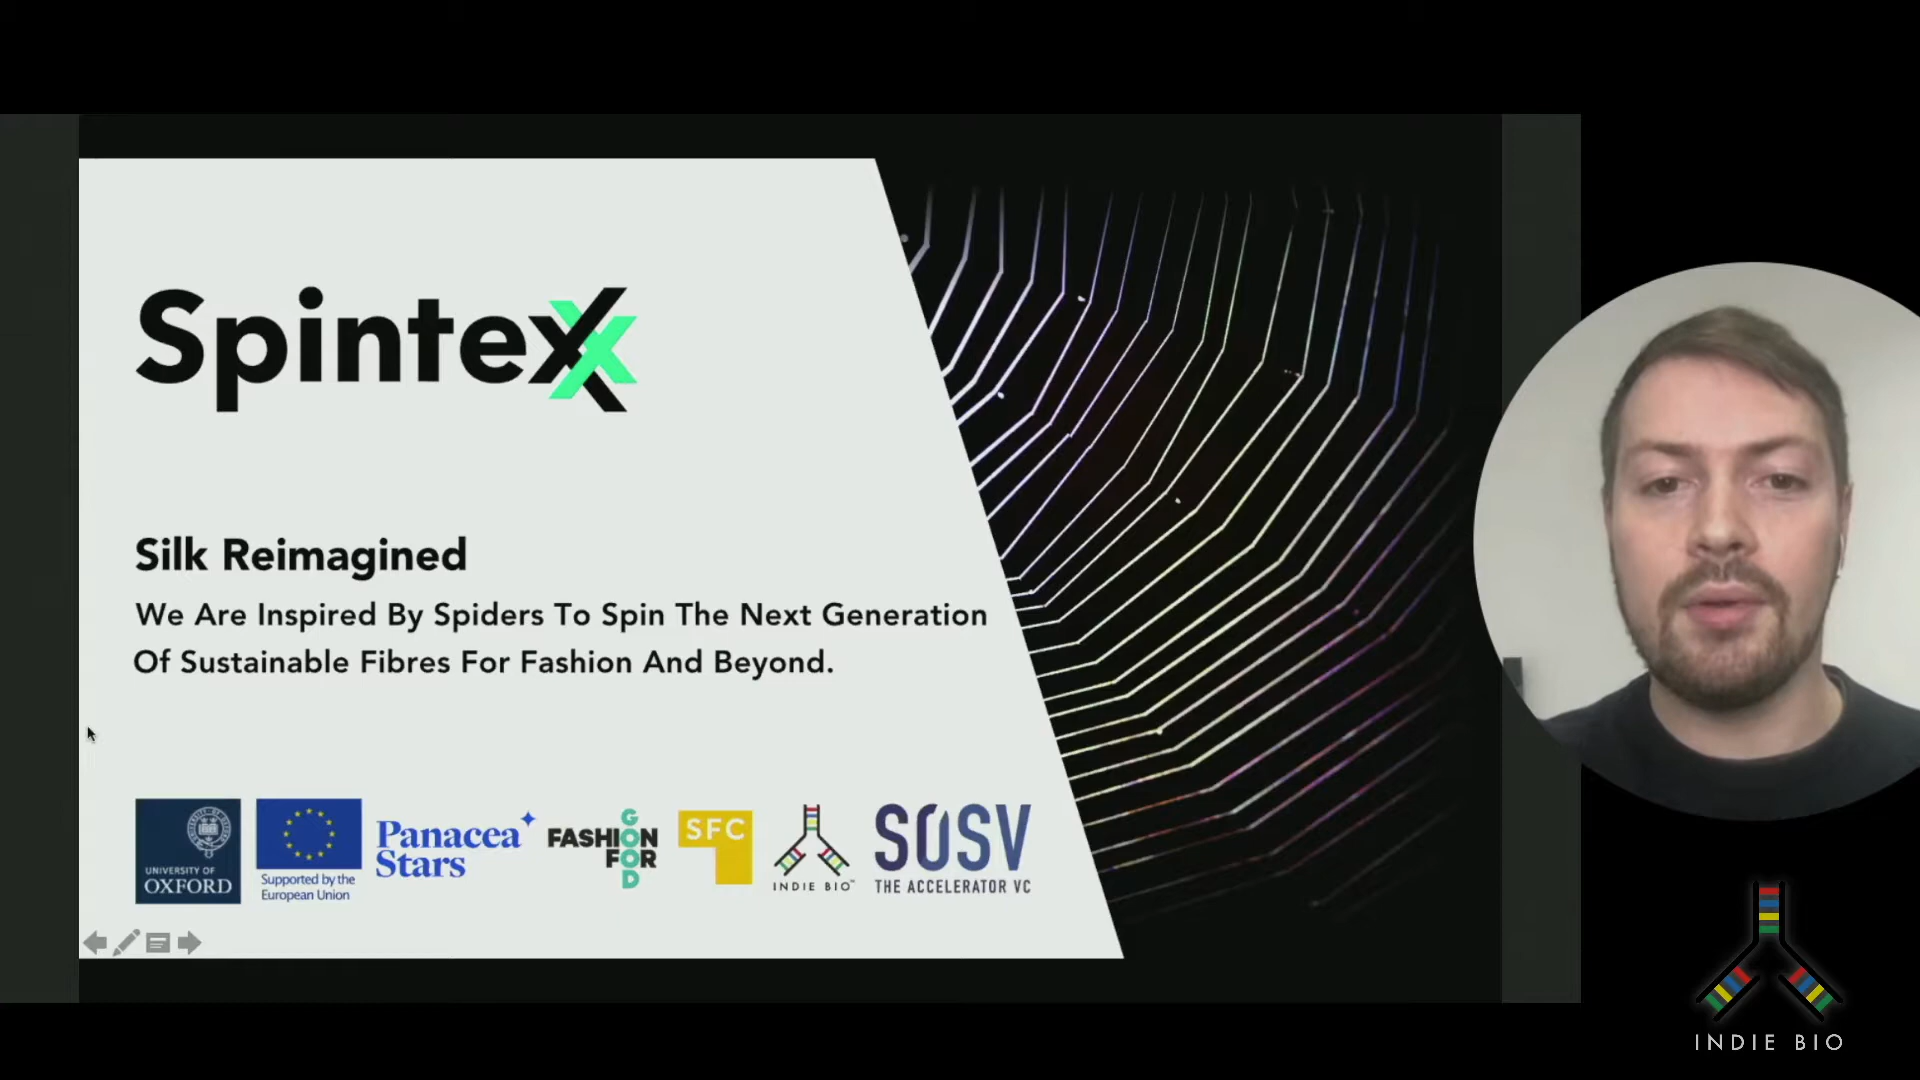 Spintex
Silk Reimagined
We Are Inspired By Spiders To Spin The Next Generation
Of Sustainable Fibres For Fashion And Beyond.
UNIVERSITY OF
OXFORD
Supported by the
European Union
Panacea
Stars
FASHION
FOR
GOOD
SFC
INDIE BIO™
SOSV
THE ACCELERATOR VC
INDIE BIO